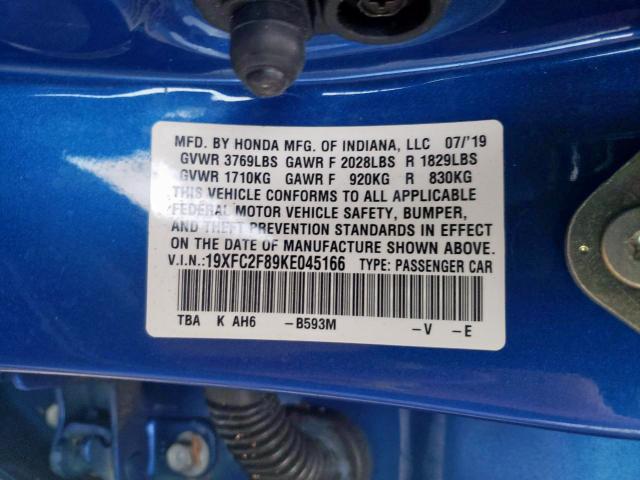 MFD. BY HONDA MFG. OF INDIANA, LLC 07/'19
GVWR 3769LBS GAWR F 2028LBS R 1829LBS
GVWR 1710KG GAWR F 920KG R 830KG
THIS VEHICLE CONFORMS TO ALL APPLICABLE
FEDERAL MOTOR VEHICLE SAFETY, BUMPER,
AND THEFT PREVENTION STANDARDS IN EFFECT
ON THE DATE OF MANUFACTURE SHOWN ABOVE.
V.I.N.:19XFC2F89KE045166 TYPE: PASSENGER CAR
TBA K AH6 -B593M -V -E